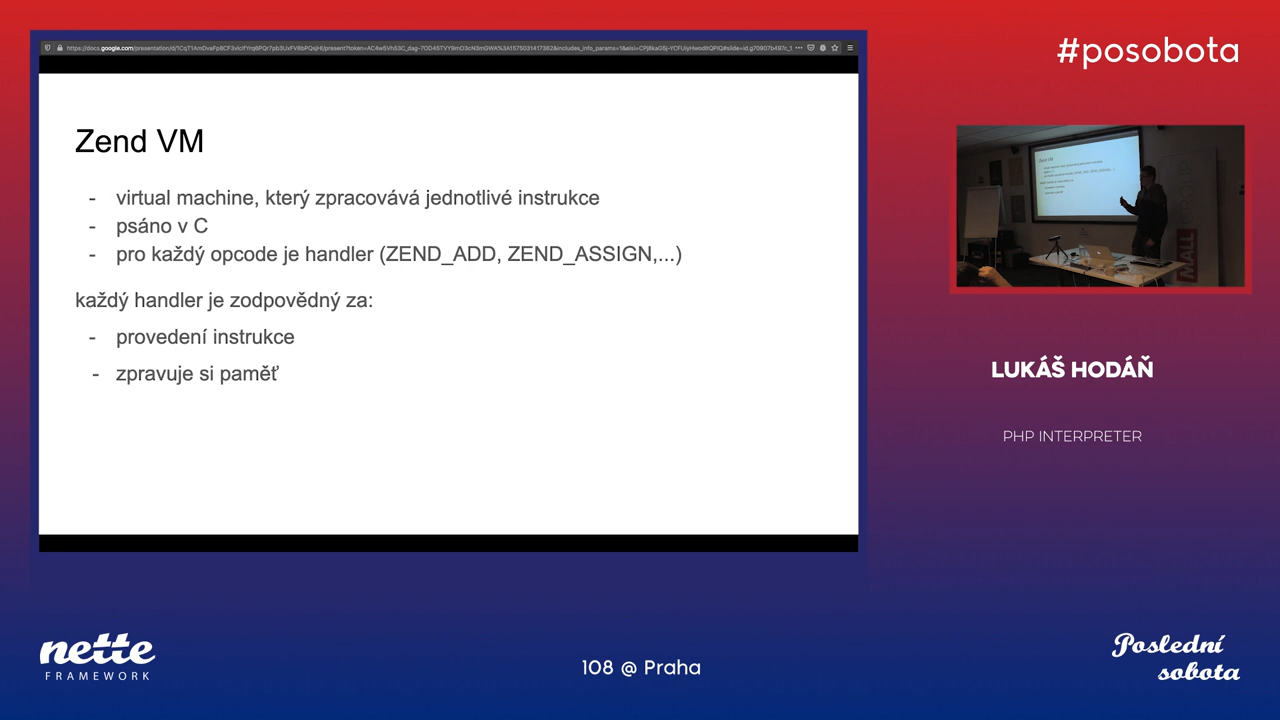 #posobota
Zend VM
- virtual machine, který zpracovává jednotlivé instrukce
- psáno v C
- pro každý opcode je handler (ZEND_ADD, ZEND_ASSIGN,...)
každý handler je zodpovědný za:
- provedení instrukce
- zpravuje si paměť
MALL
LUKÁŠ HODÁŇ
PHP INTERPRETER
nette
FRAMEWORK
108 @ Praha
Poslední
sobota